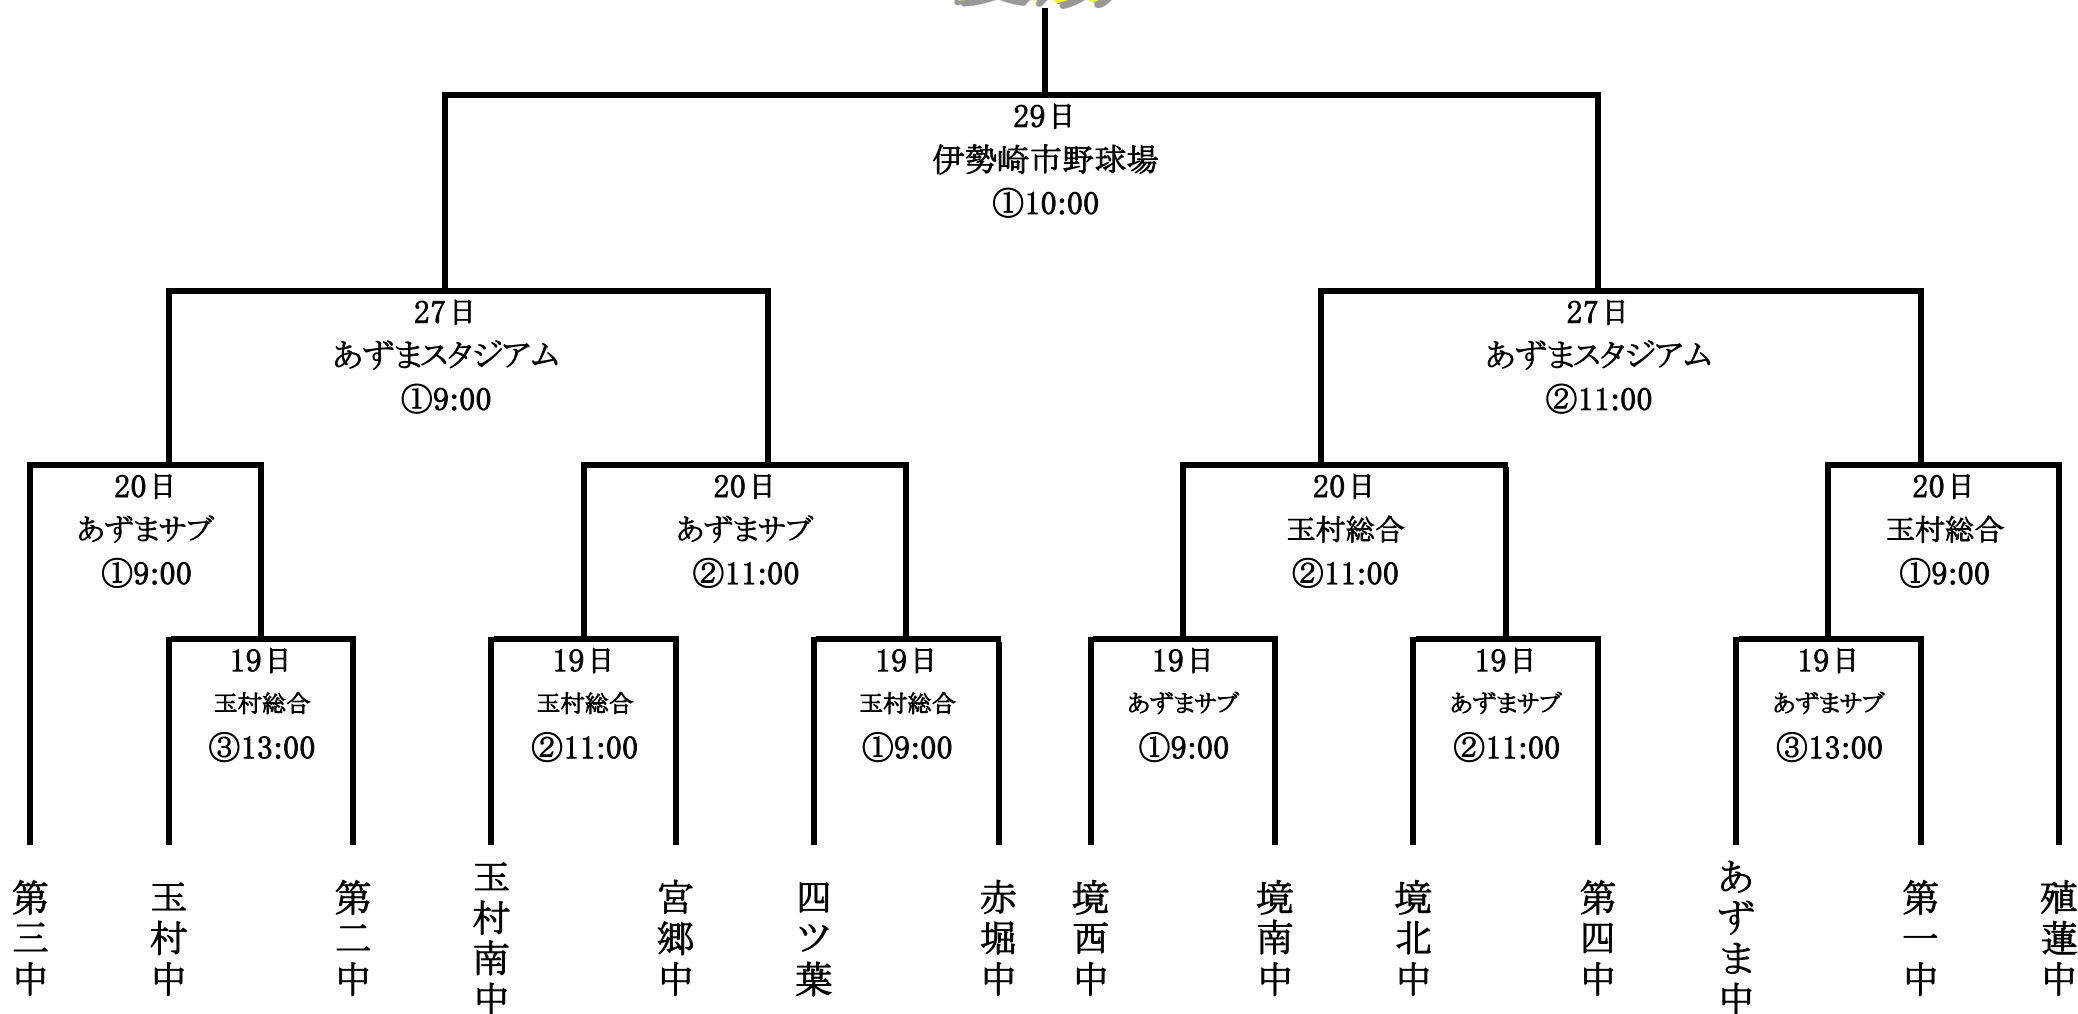 29日
伊勢崎市野球場
①10:00
27日
あずまスタジアム
①9:00
27日
あずまスタジアム
②11:00
20日
あずまサブ
①9:00
20日
あずまサブ
②11:00
20日
玉村総合
②11:00
20日
玉村総合
①9:00
19日
玉村総合
③13:00
19日
玉村総合
②11:00
19日
玉村総合
①9:00
19日
あずまサブ
①9:00
19日
あずまサブ
②11:00
19日
あずまサブ
③13:00
第三中
玉村中
第二中
玉村南中
宮郷中
四ツ葉
赤堀中
境西中
境南中
境北中
第四中
あずま中
第一中
殖蓮中